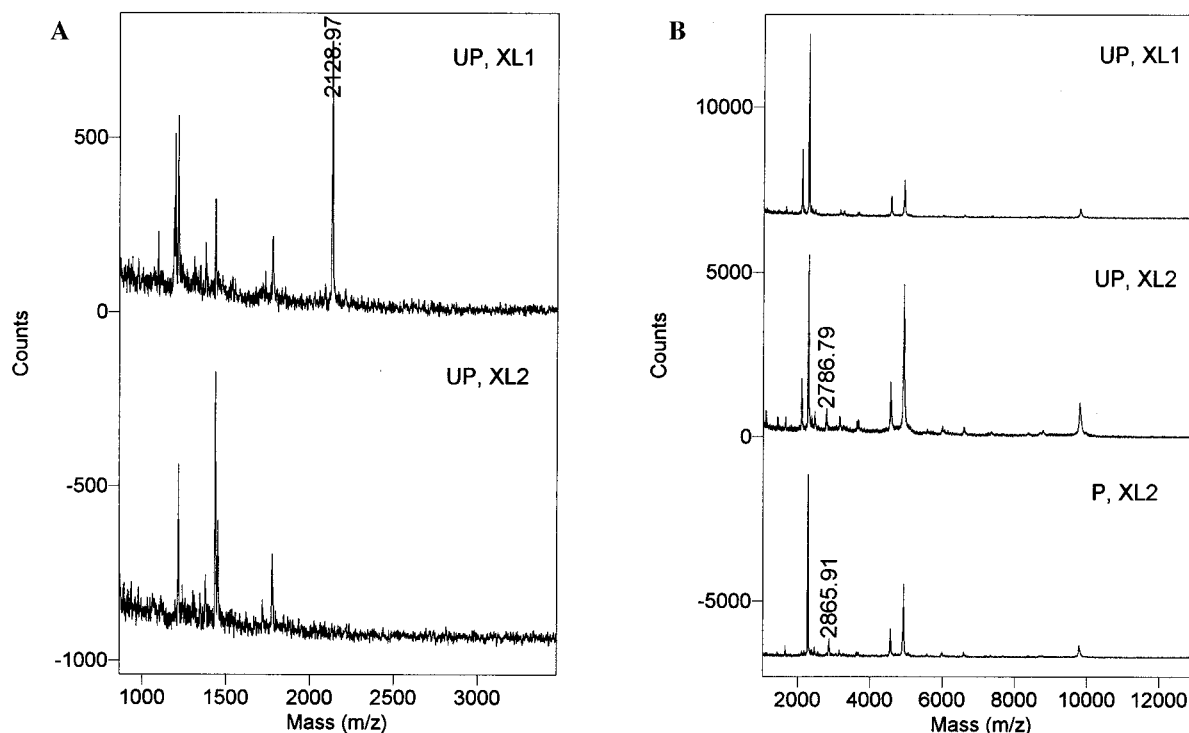 A
UP, XL1
2128.97
500
0
Counts
UP, XL2
-500
-1000
1000 1500 2000 2500 3000
Mass (m/z)
B
UP, XL1
10000
UP, XL2
5000
2786.79
Counts
0
P, XL2
2865.91
-5000
2000 4000 6000 8000 10000 12000
Mass (m/z)